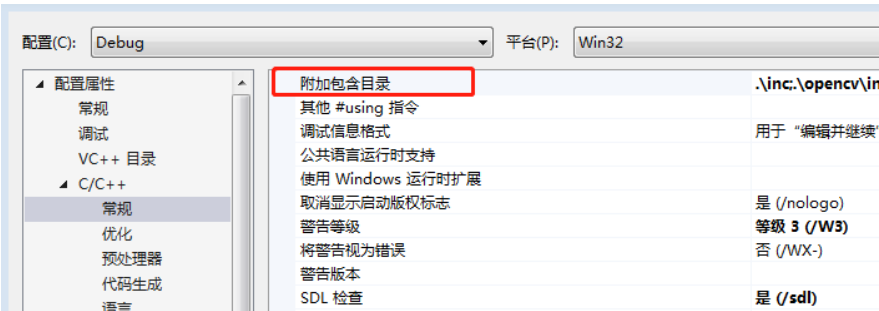 配置(C): Debug 平台(P): Win32
配置属性
常规
调试
VC++ 目录
C/C++
常规
优化
预处理器
代码生成
语言
附加包含目录 .\inc;.\opencv\in
其他 #using 指令
调试信息格式 用于“编辑并继续”
公共语言运行时支持
使用 Windows 运行时扩展
取消显示启动版权标志 是 (/nologo)
警告等级 等级 3 (/W3)
将警告视为错误 否 (/WX-)
警告版本
SDL 检查 是 (/sdl)